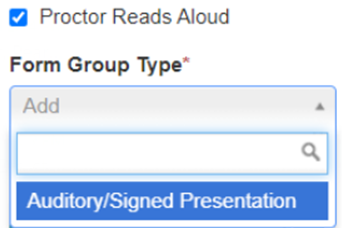 Proctor Reads Aloud
Form Group Type*
Add
Auditory/Signed Presentation